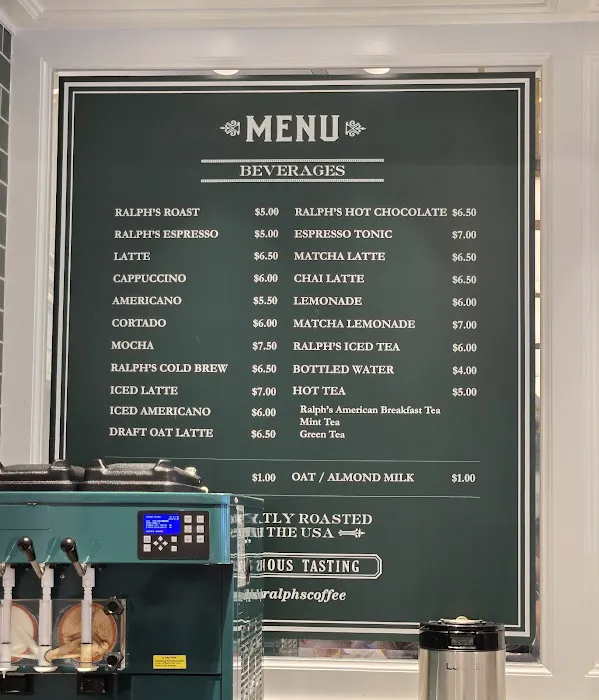 MENU
BEVERAGES
RALPH'S ROAST $5.00
RALPH'S ESPRESSO $5.00
LATTE $6.50
CAPPUCCINO $6.00
AMERICANO $5.50
CORTADO $6.00
MOCHA $7.50
RALPH'S COLD BREW $6.50
ICED LATTE $7.00
ICED AMERICANO $6.00
DRAFT OAT LATTE $6.50
RALPH'S HOT CHOCOLATE $6.50
ESPRESSO TONIC $7.00
MATCHA LATTE $6.50
CHAI LATTE $6.50
LEMONADE $6.00
MATCHA LEMONADE $7.00
RALPH'S ICED TEA $6.00
BOTTLED WATER $4.00
HOT TEA $5.00
Ralph's American Breakfast Tea
Mint Tea
Green Tea
$1.00 OAT / ALMOND MILK $1.00
ROASTED
THE USA
TASTING
ralphscoffee